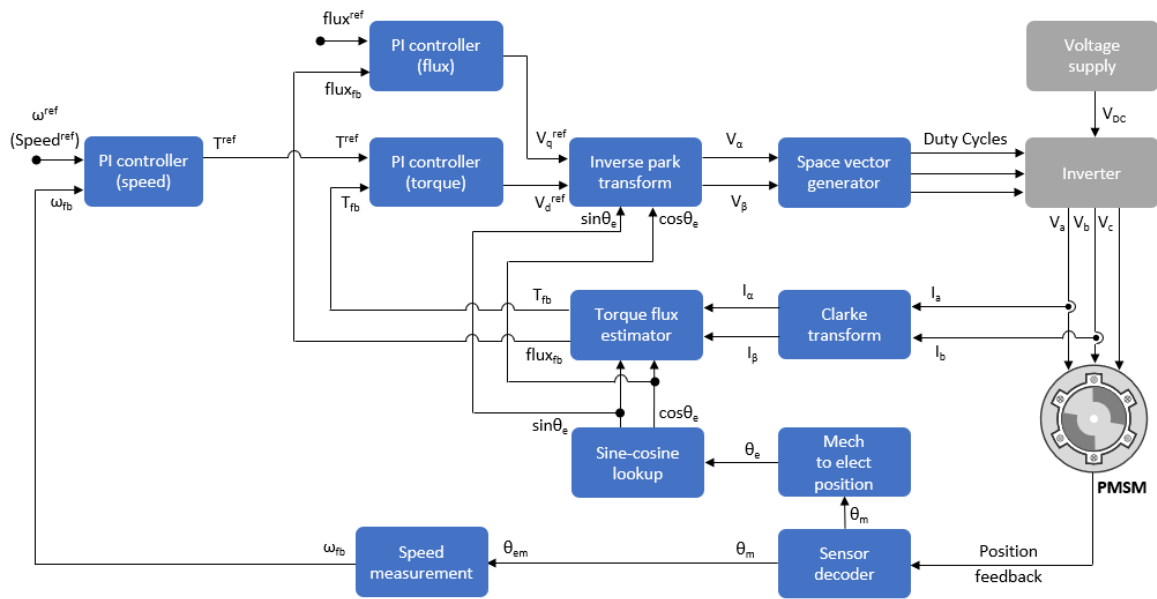 flux^ref
PI controller
(flux)
flux_fb
Voltage
supply
V_DC
ω^ref
(Speed^ref)
PI controller
(speed)
ω_fb
T^ref
T^ref
PI controller
(torque)
T_fb
V_q^ref
V_d^ref
Inverse park
transform
sinθ_e
cosθ_e
V_α
V_β
Space vector
generator
Duty Cycles
Inverter
V_a
V_b
V_c
T_fb
flux_fb
Torque flux
estimator
I_α
I_β
Clarke
transform
I_a
I_b
sinθ_e
cosθ_e
Sine-cosine
lookup
θ_e
Mech
to elect
position
PMSM
θ_m
ω_fb
Speed
measurement
θ_em
θ_m
Sensor
decoder
Position
feedback